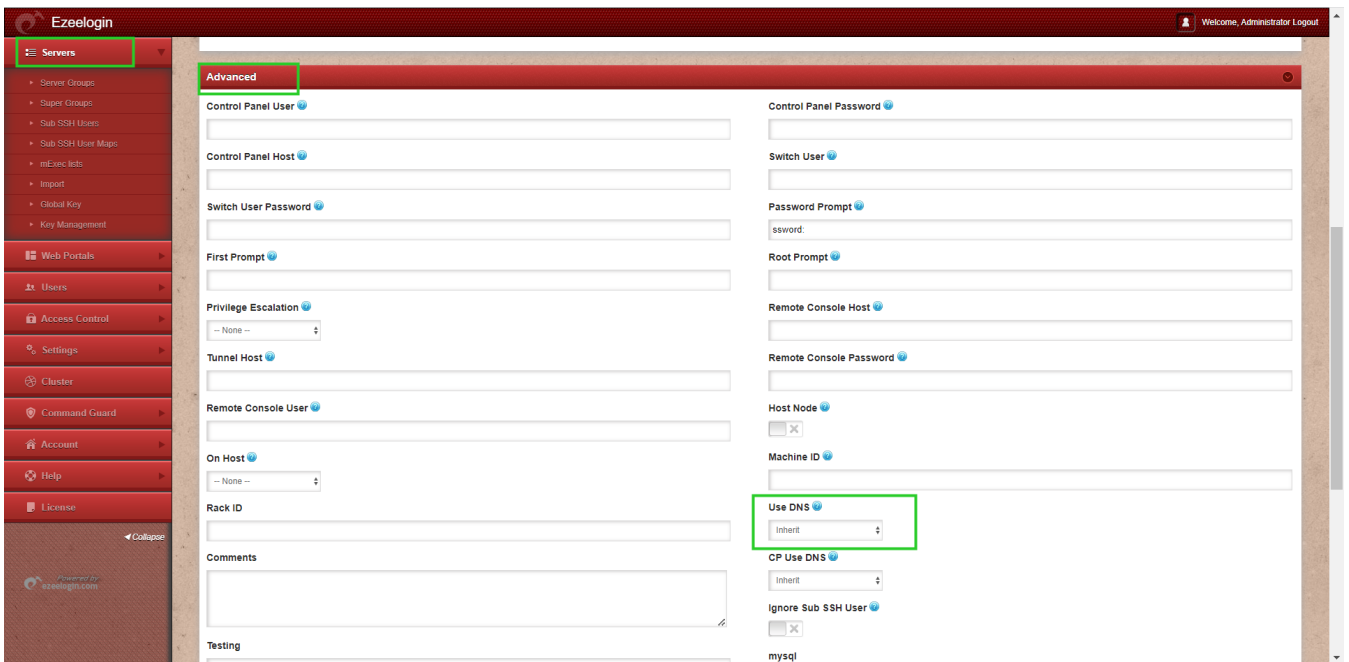 Ezeelogin
Welcome, Administrator Logout
Servers
Server Groups
Super Groups
Sub SSH Users
Sub SSH User Maps
mExec lists
Import
Global Key
Key Management
Web Portals
Users
Access Control
Settings
Cluster
Command Guard
Account
Help
License
Collapse
Powered by
ezeelogin.com
Advanced
Control Panel User
Control Panel Password
Control Panel Host
Switch User
Switch User Password
Password Prompt
ssword:
First Prompt
Root Prompt
Privilege Escalation
-- None --
Remote Console Host
Tunnel Host
Remote Console Password
Remote Console User
Host Node
On Host
-- None --
Machine ID
Rack ID
Use DNS
Inherit
Comments
CP Use DNS
Inherit
Ignore Sub SSH User
Testing
mysql